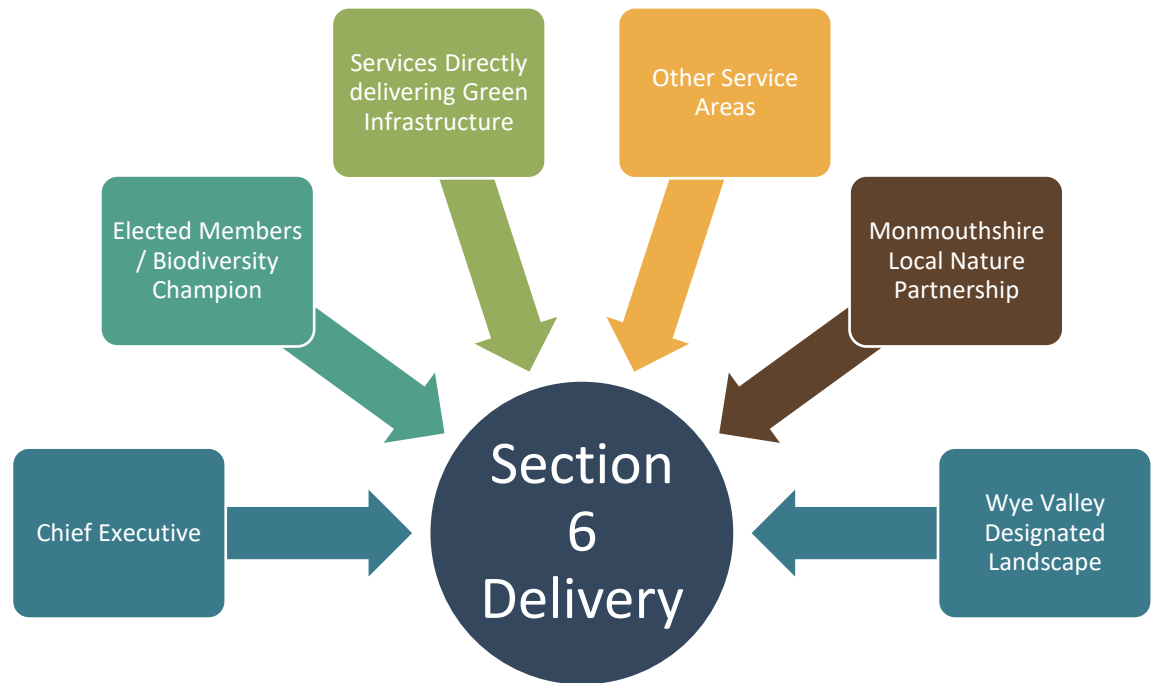 Services Directly
delivering Green
Infrastructure
Other Service
Areas
Elected Members
/ Biodiversity
Champion
Monmouthshire
Local Nature
Partnership
Chief Executive
Section
6
Delivery
Wye Valley
Designated
Landscape